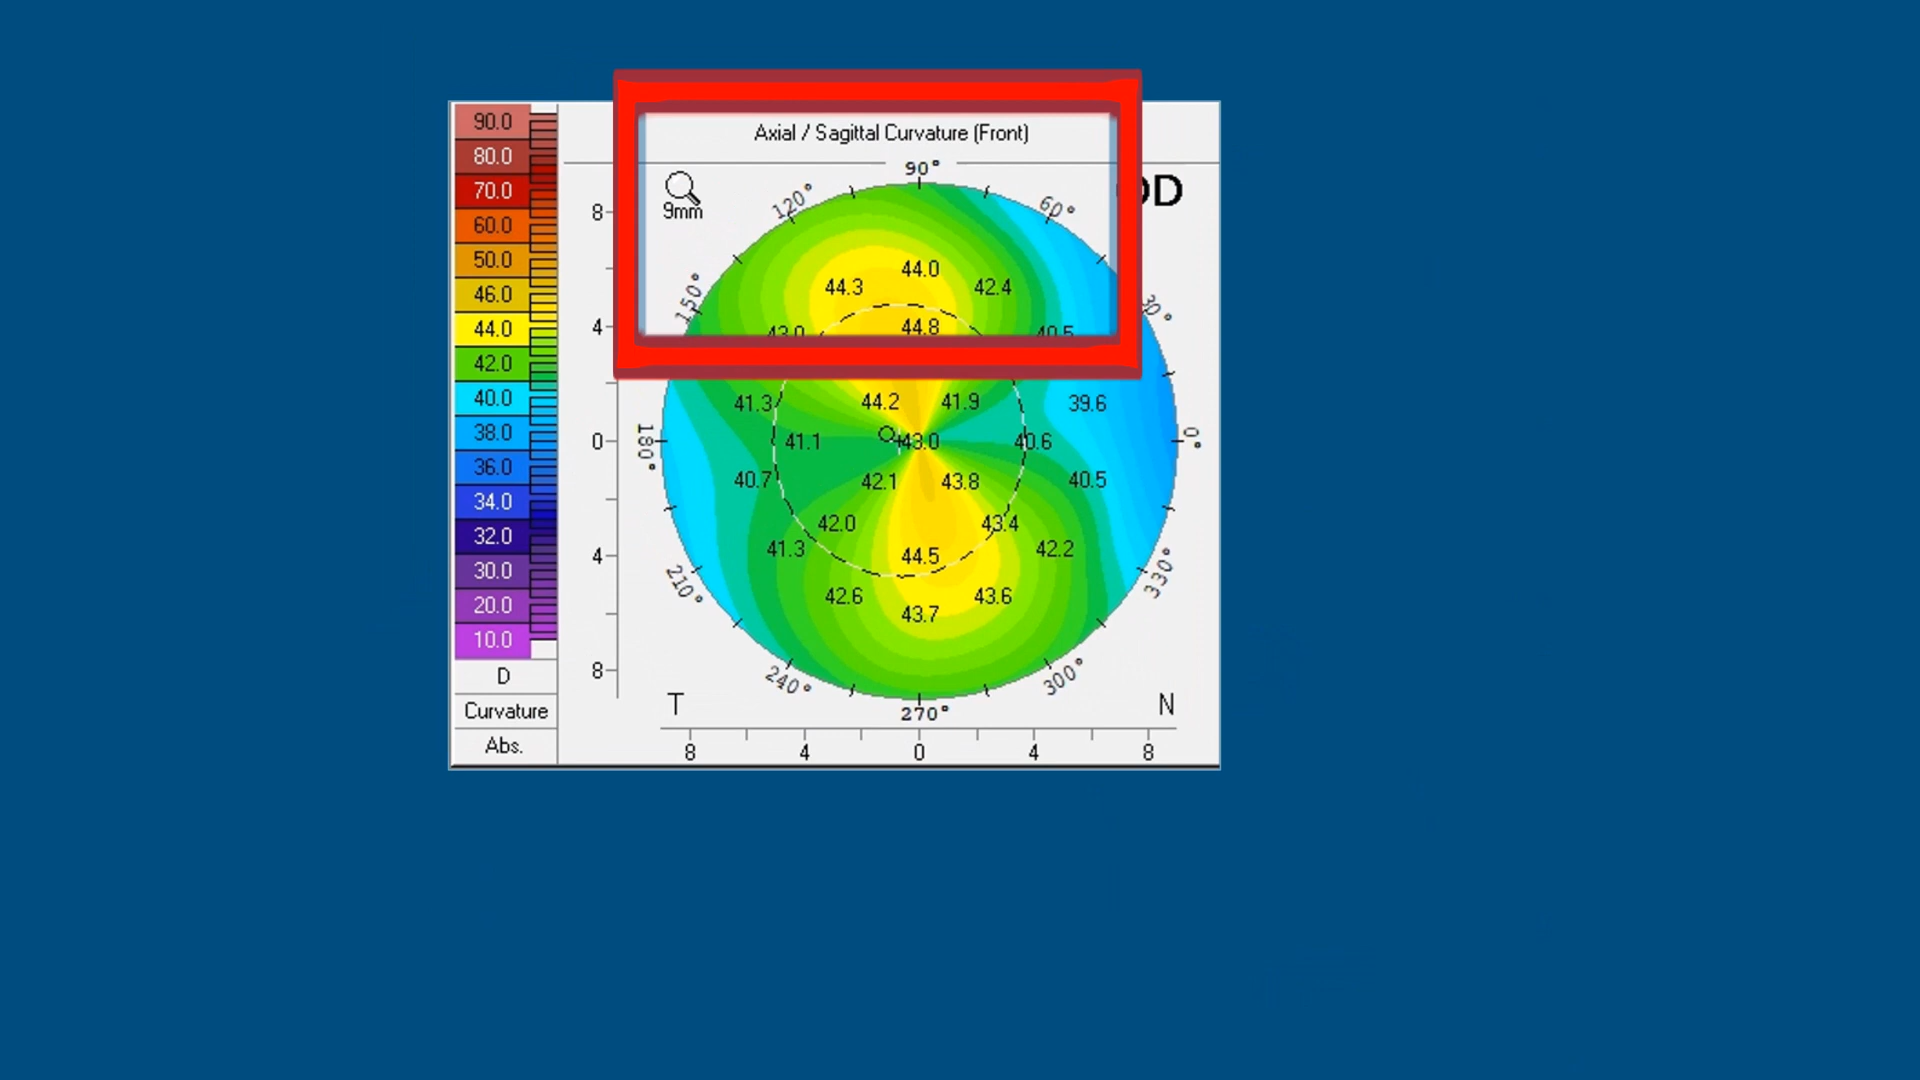 Axial / Sagittal Curvature (Front)
90.0
80.0
70.0
60.0
50.0
46.0
44.0
42.0
40.0
38.0
36.0
34.0
32.0
30.0
20.0
10.0
D
Curvature
Abs.
9mm
90°
120° 60°
150° 30°
180° 0°
210° 330°
240° 300°
270°
8
4
0
4
8
44.0
44.3 42.4
43.0 44.8 40.5
41.3 44.2 41.9 39.6
41.1 43.0 40.6
40.7 42.1 43.8 40.5
42.0 43.4
41.3 44.5 42.2
42.6 43.6
43.7
T N
8 4 0 4 8